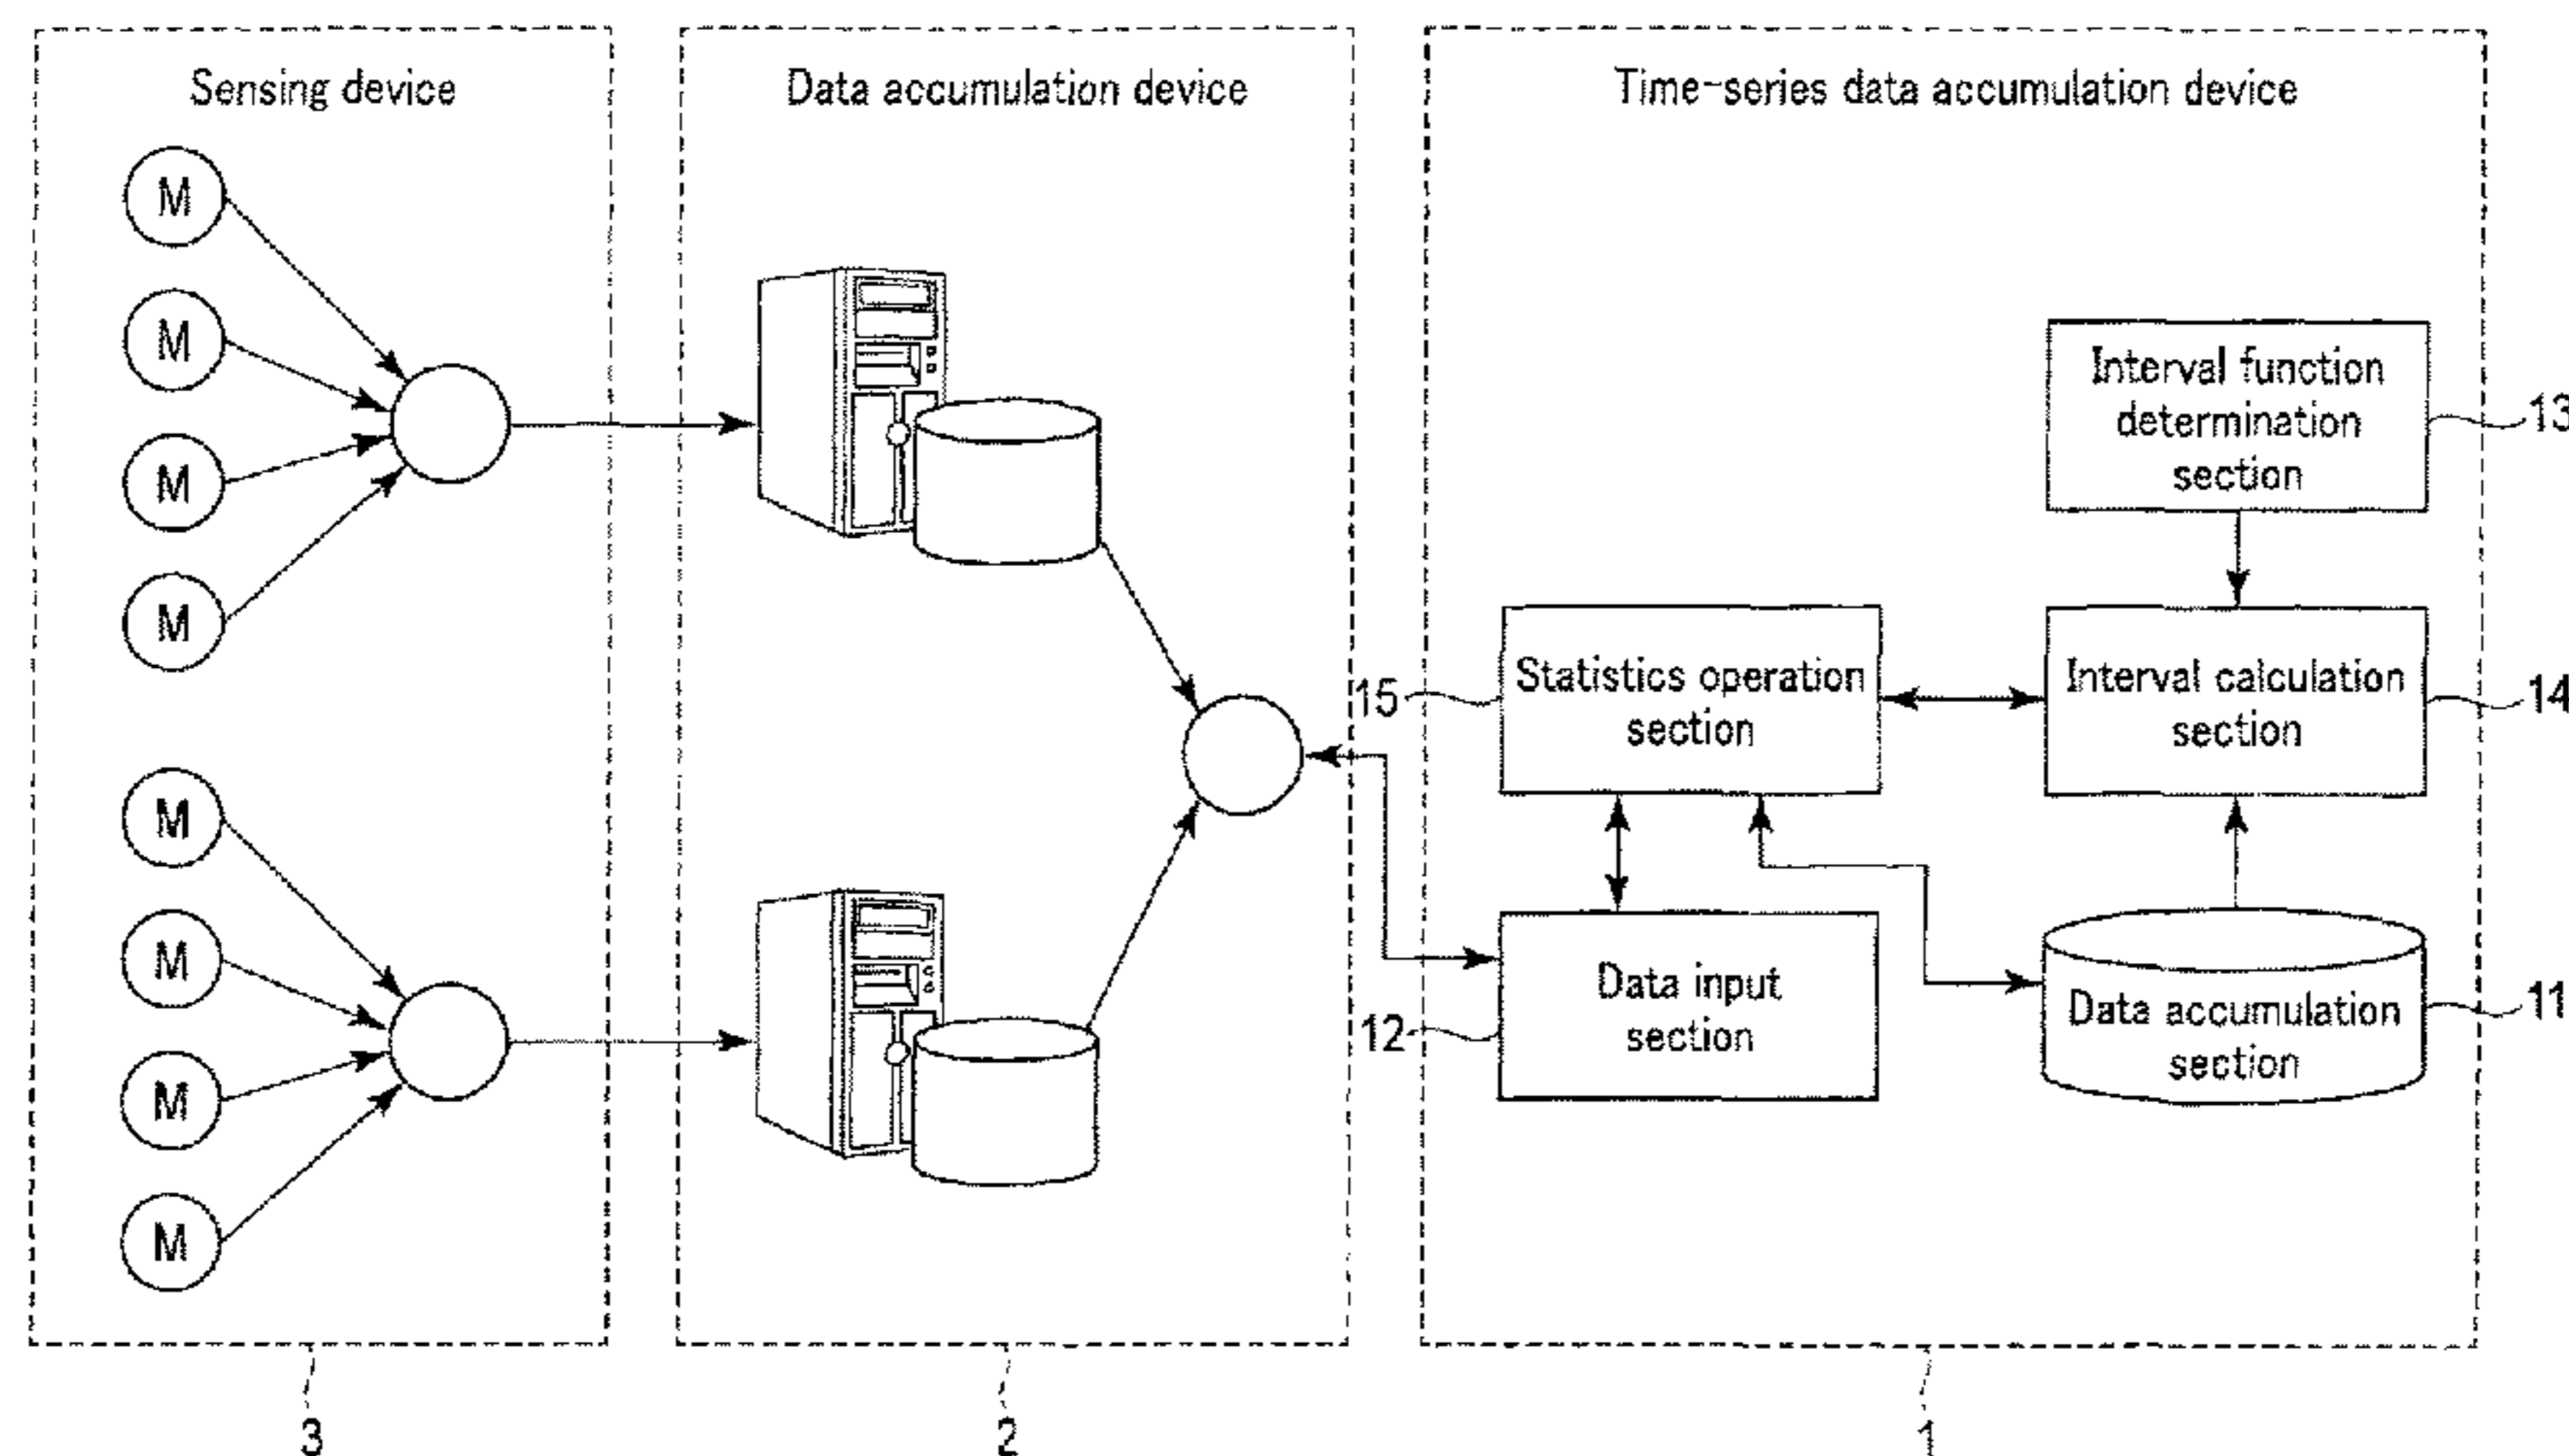 Sensing device
M
M
M
M
M
M
M
M
3
Data accumulation device
2
Time-series data accumulation device
Interval function
determination
section
13
Statistics operation
section
15
Interval calculation
section
14
Data input
section
12
Data accumulation
section
11
1